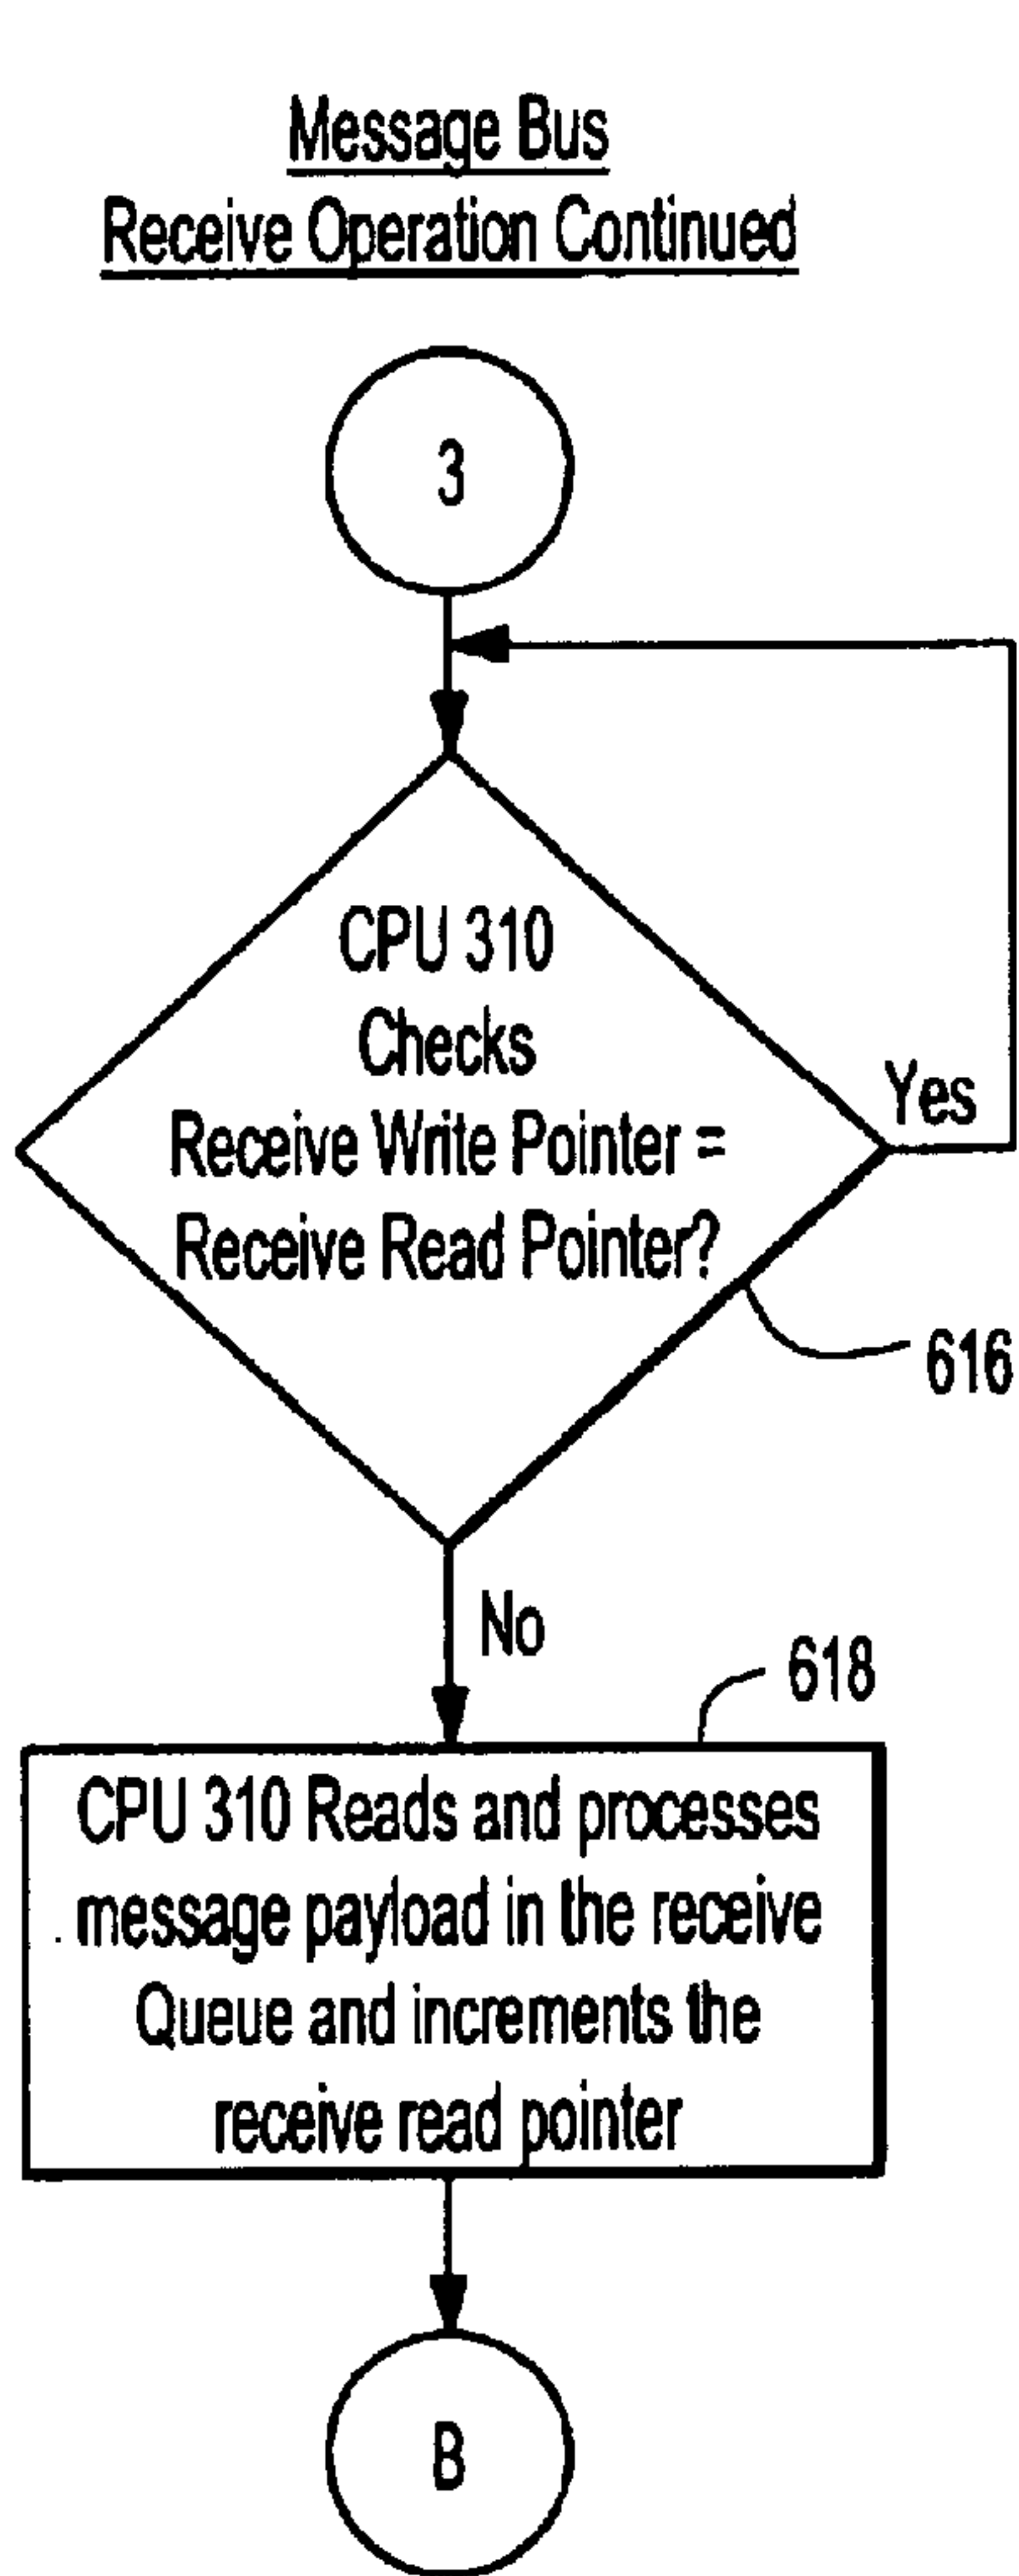 Message Bus
Receive Operation Continued
3
CPU 310
Checks
Receive Write Pointer =
Receive Read Pointer?
Yes
616
No
618
CPU 310 Reads and processes
message payload in the receive
Queue and increments the
receive read pointer
B